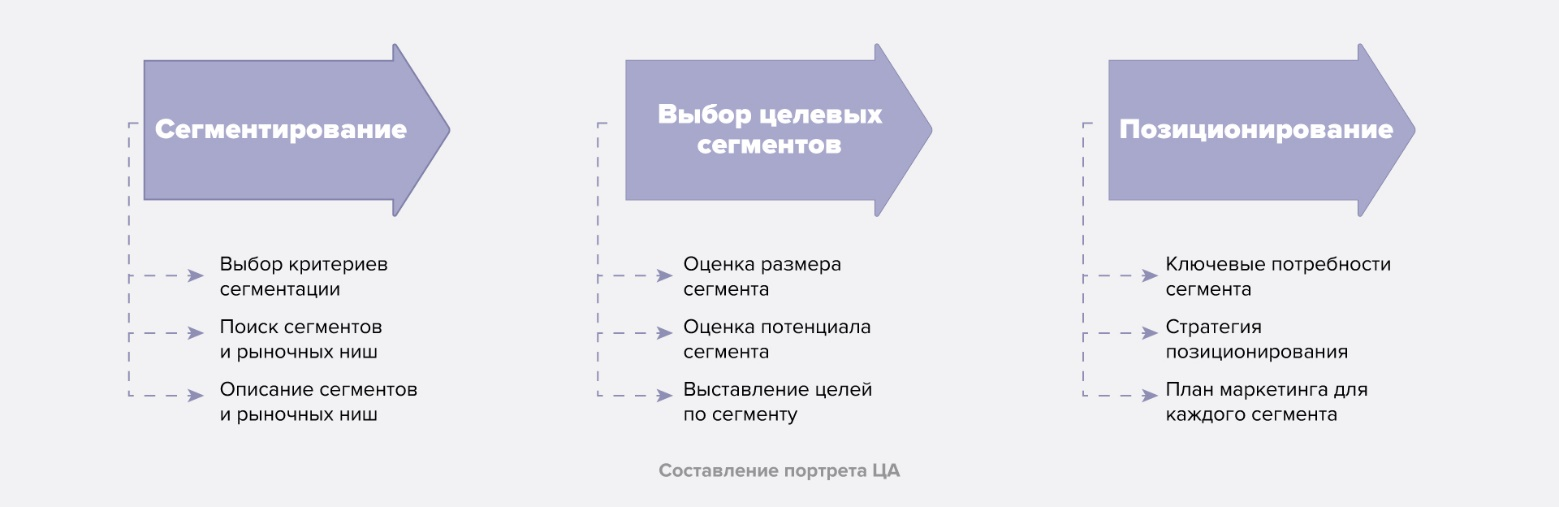 Сегментирование
Выбор критериев
сегментации
Поиск сегментов
и рыночных ниш
Описание сегментов
и рыночных ниш
Выбор целевых
сегментов
Оценка размера
сегмента
Оценка потенциала
сегмента
Выставление целей
по сегменту
Позиционирование
Ключевые потребности
сегмента
Стратегия
позиционирования
План маркетинга для
каждого сегмента
Составление портрета ЦА